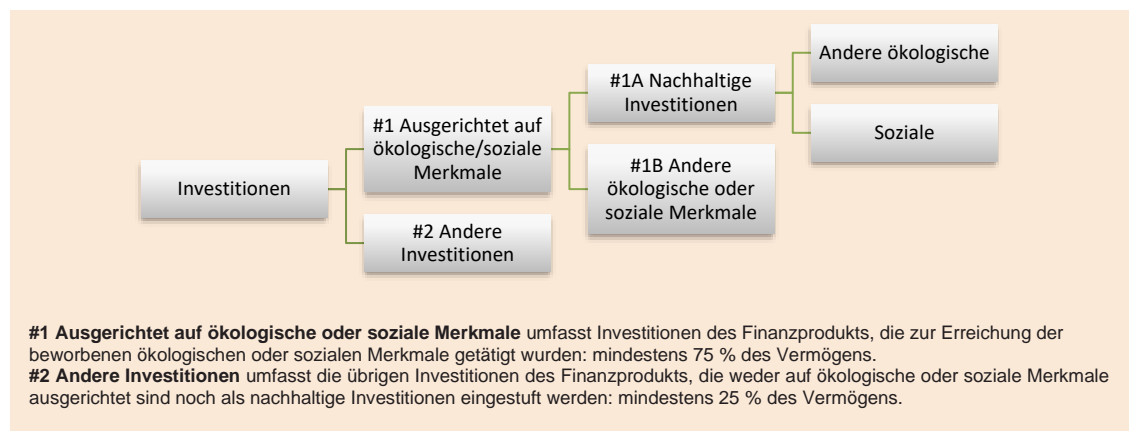 Investitionen
#1 Ausgerichtet auf
ökologische/soziale
Merkmale
#2 Andere
Investitionen
#1A Nachhaltige
Investitionen
#1B Andere
ökologische oder
soziale Merkmale
Andere ökologische
Soziale
#1 Ausgerichtet auf ökologische oder soziale Merkmale umfasst Investitionen des Finanzprodukts, die zur Erreichung der
beworbenen ökologischen oder sozialen Merkmale getätigt wurden: mindestens 75 % des Vermögens.
#2 Andere Investitionen umfasst die übrigen Investitionen des Finanzprodukts, die weder auf ökologische oder soziale Merkmale
ausgerichtet sind noch als nachhaltige Investitionen eingestuft werden: mindestens 25 % des Vermögens.